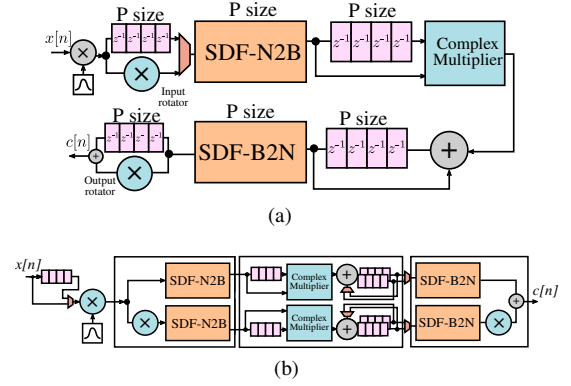 P size
P size
P size
x[n]
z⁻¹ z⁻¹ z⁻¹ z⁻¹
SDF-N2B
z⁻¹ z⁻¹ z⁻¹ z⁻¹
Complex
Multiplier
Input
rotator
P size
P size
P size
c[n]
z⁻¹ z⁻¹ z⁻¹ z⁻¹
SDF-B2N
z⁻¹ z⁻¹ z⁻¹ z⁻¹
Output
rotator
(a)
x[n]
SDF-N2B
Complex
Multiplier
SDF-B2N
c[n]
SDF-N2B
Complex
Multiplier
SDF-B2N
(b)